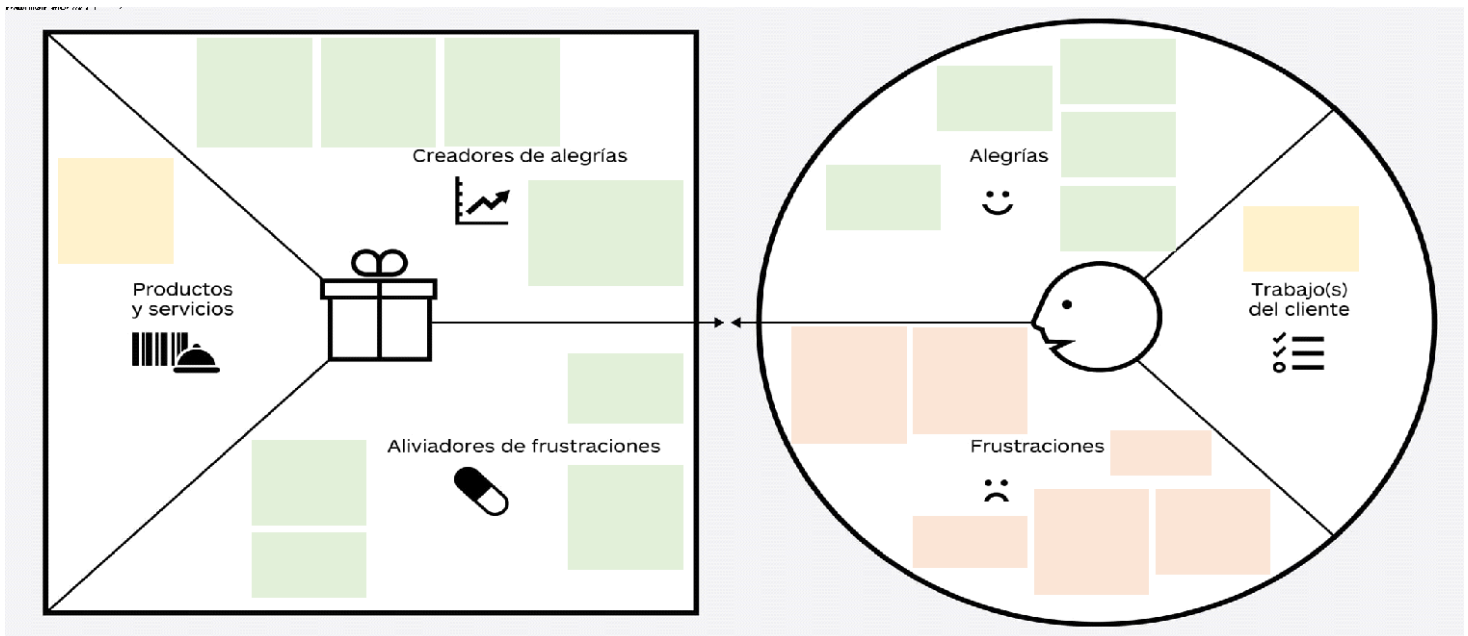 Creadores de alegrías
Productos
y servicios
Aliviadores de frustraciones
Alegrías
Trabajo(s)
del cliente
Frustraciones